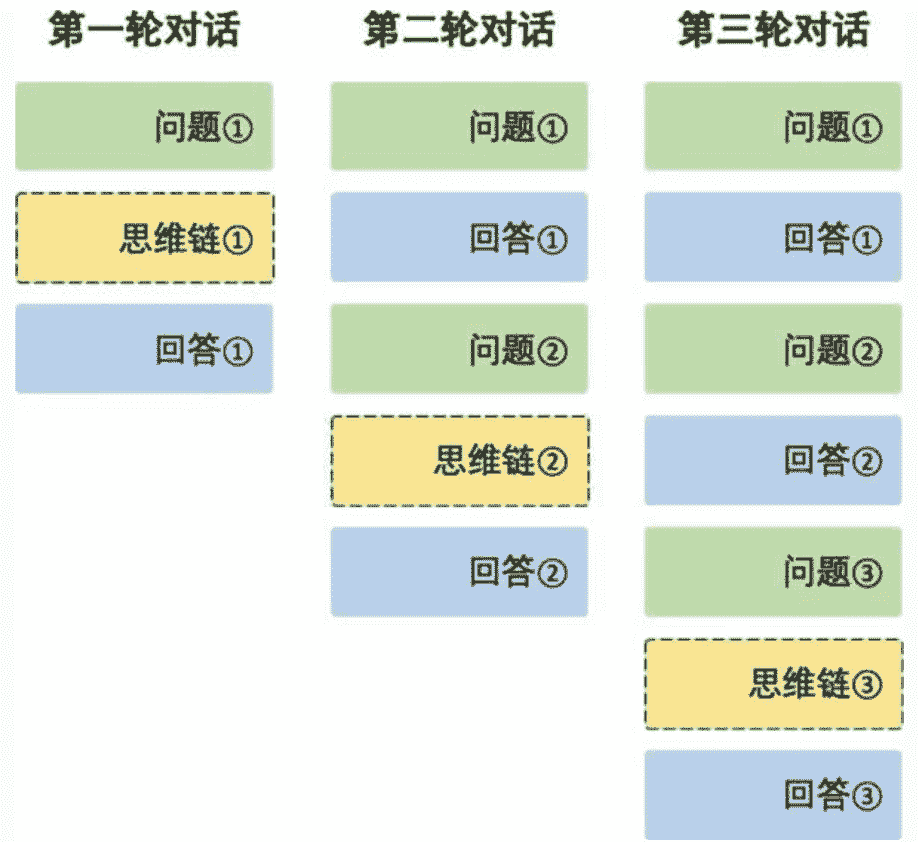 第一轮对话
问题①
思维链①
回答①
第二轮对话
问题①
回答①
问题②
思维链②
回答②
第三轮对话
问题①
回答①
问题②
回答②
问题③
思维链③
回答③